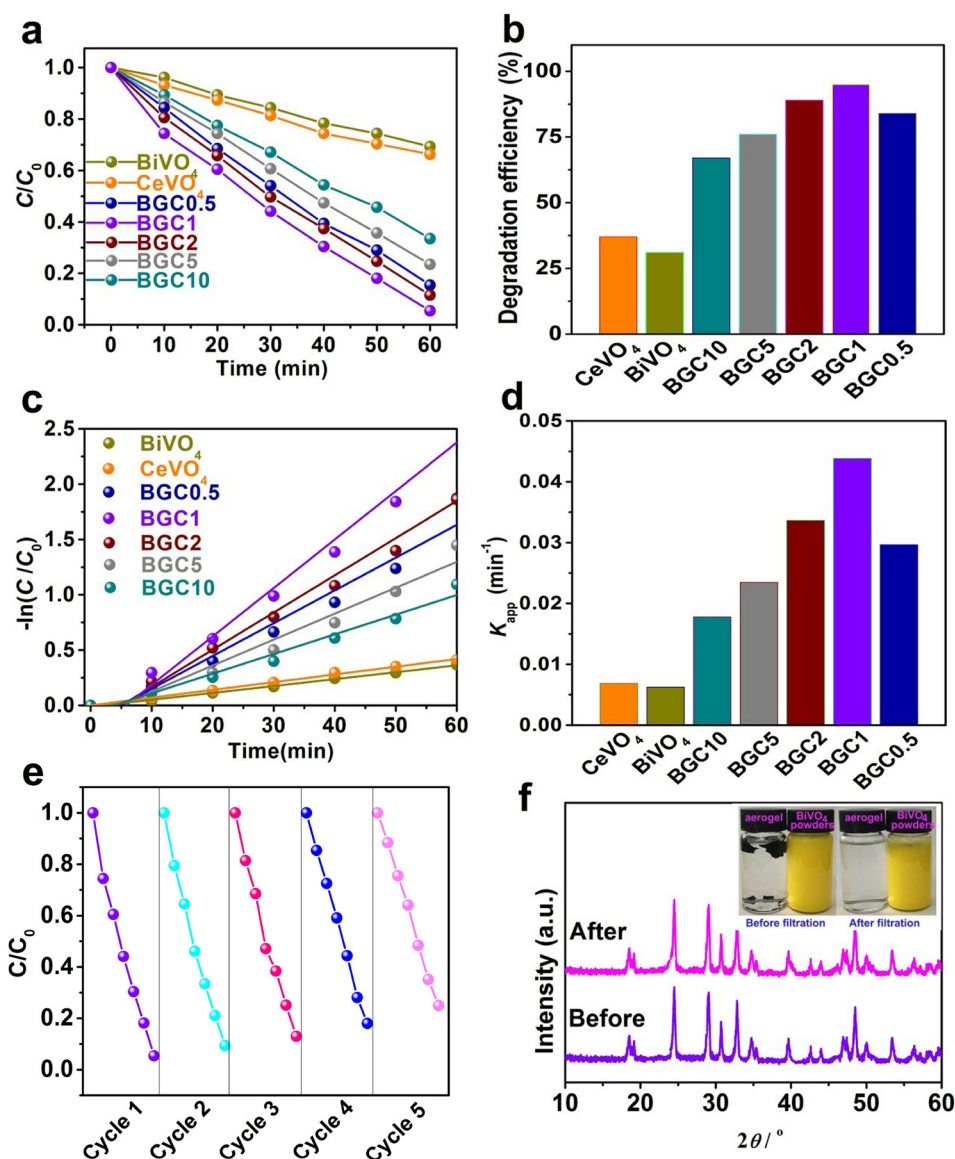 a
C/C0
1.0
0.8
0.6
0.4
0.2
0.0
BiVO4
CeVO4
BGC0.5
BGC1
BGC2
BGC5
BGC10
0 10 20 30 40 50 60
Time (min)
b
Degradation efficiency (%)
100
75
50
25
0
CeVO4 BiVO4 BGC10 BGC5 BGC2 BGC1 BGC0.5
c
-ln(C/C0)
2.5
2.0
1.5
1.0
0.5
0.0
BiVO4
CeVO4
BGC0.5
BGC1
BGC2
BGC5
BGC10
0 10 20 30 40 50 60
Time(min)
d
Kapp (min-1)
0.05
0.04
0.03
0.02
0.01
0.00
CeVO4 BiVO4 BGC10 BGC5 BGC2 BGC1 BGC0.5
e
C/C0
1.0
0.8
0.6
0.4
0.2
0.0
Cycle 1 Cycle 2 Cycle 3 Cycle 4 Cycle 5
f
Intensity (a.u.)
aerogel BiVO4 powders aerogel BiVO4 powders
Before filtration After filtration
After
Before
10 20 30 40 50 60
2θ/ °